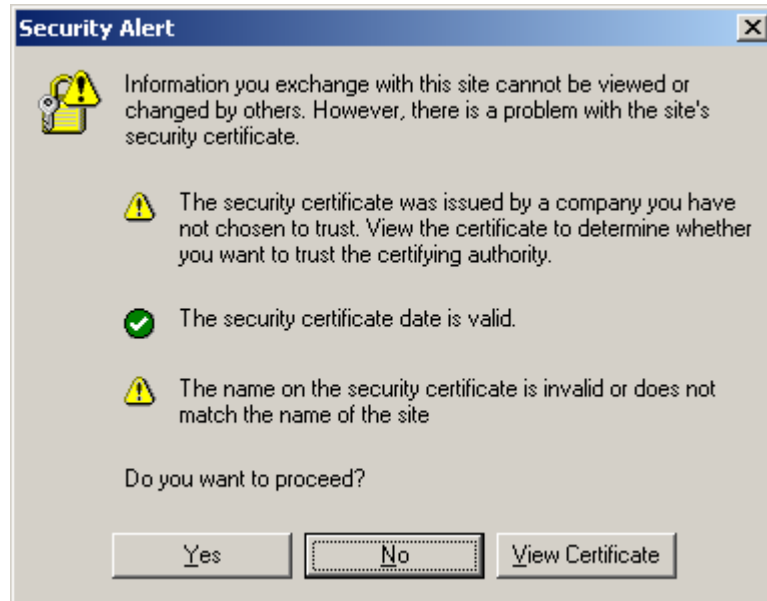 Security Alert
Information you exchange with this site cannot be viewed or
changed by others. However, there is a problem with the site's
security certificate.
The security certificate was issued by a company you have
not chosen to trust. View the certificate to determine whether
you want to trust the certifying authority.
The security certificate date is valid.
The name on the security certificate is invalid or does not
match the name of the site
Do you want to proceed?
Yes No View Certificate